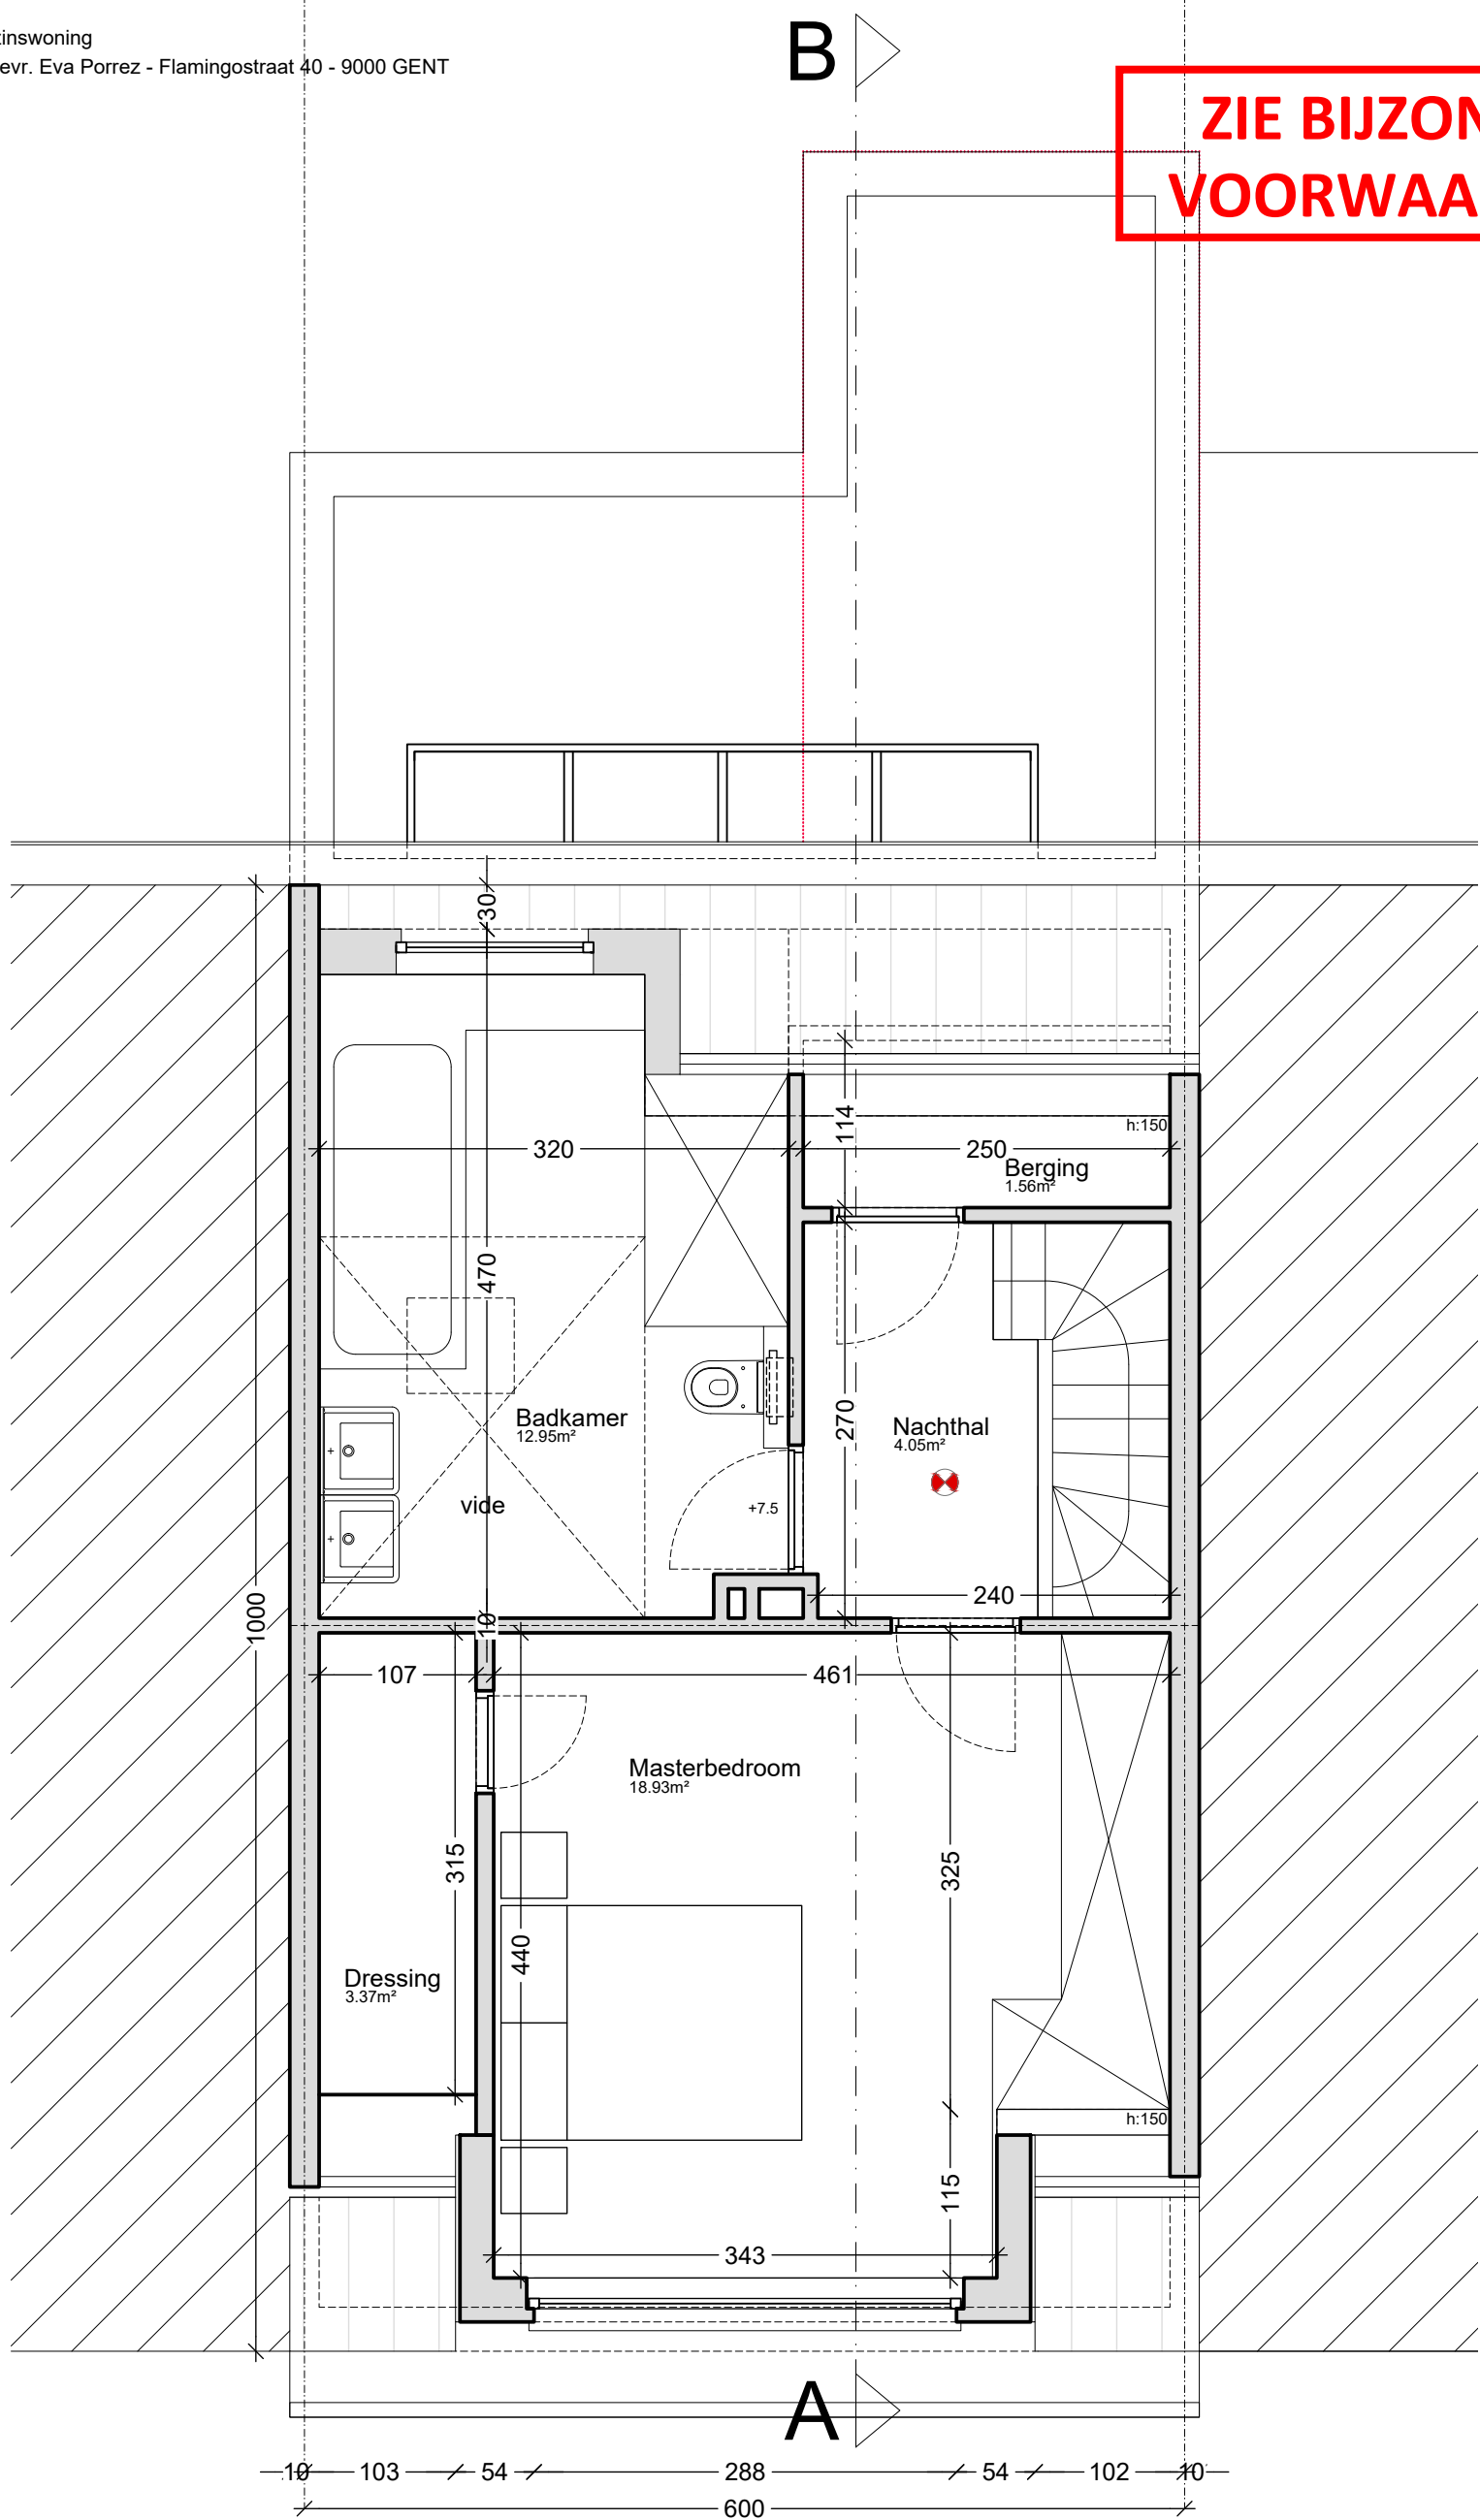 inswoning
evr. Eva Porrez - Flamingostraat 40 - 9000 GENT
B
ZIE BIJZON
VOORWAA
30
114
h:150
320
250
Berging
1.56m²
470
Badkamer
12.95m²
270
Nachthal
4.05m²
vide
+7.5
240
1000
10
107
461
Masterbedroom
18.93m²
315
325
440
Dressing
3.37m²
h:150
115
343
A
10
103
54
288
54
102
10
600